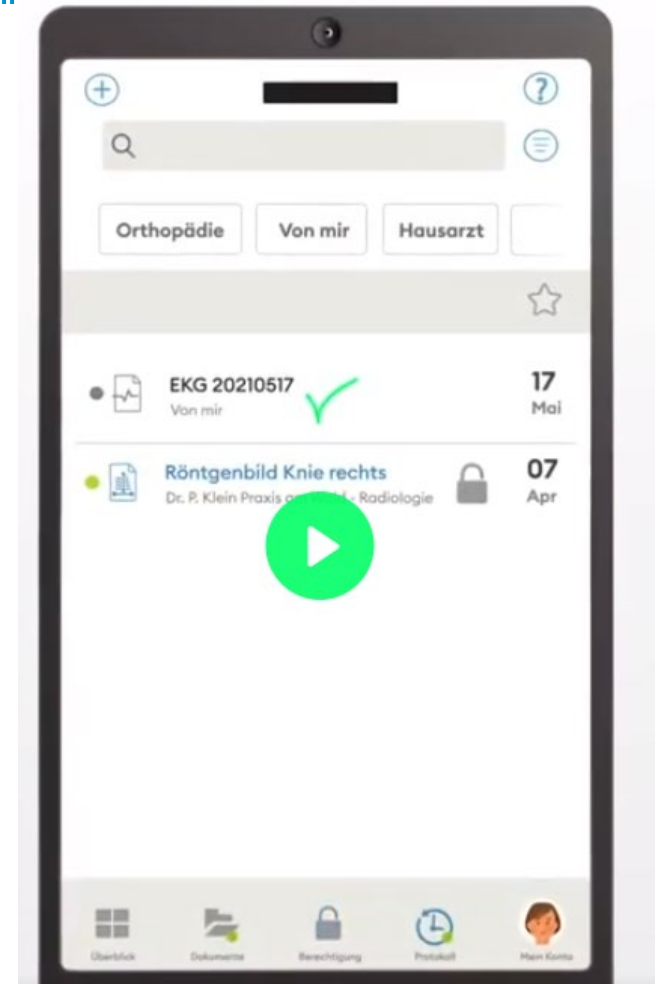 Orthopädie
Von mir
Hausarzt
EKG 20210517
Von mir
17
Mai
Röntgenbild Knie rechts
Dr. P. Klein Praxis am - Radiologie
07
Apr
Überblick
Dokumente
Berechtigung
Protokoll
Mein Konto